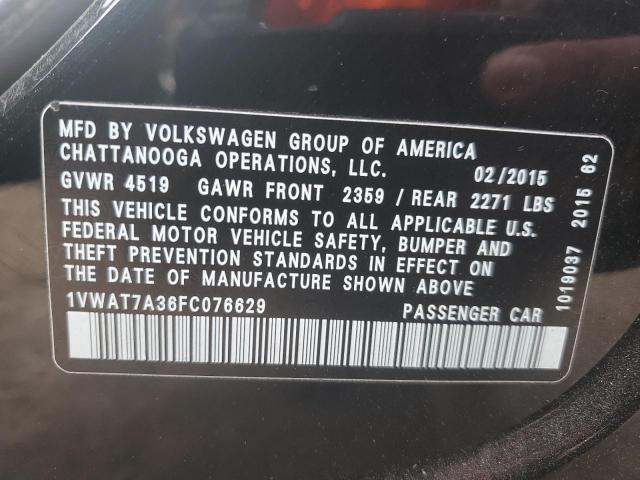 MFD BY VOLKSWAGEN GROUP OF AMERICA
CHATTANOOGA OPERATIONS, LLC. 02/2015
GVWR 4519 GAWR FRONT 2359 / REAR 2271 LBS
THIS VEHICLE CONFORMS TO ALL APPLICABLE U.S.
FEDERAL MOTOR VEHICLE SAFETY, BUMPER AND
THEFT PREVENTION STANDARDS IN EFFECT ON
THE DATE OF MANUFACTURE SHOWN ABOVE
1VWAT7A36FC076629 PASSENGER CAR
1019037 2015 62